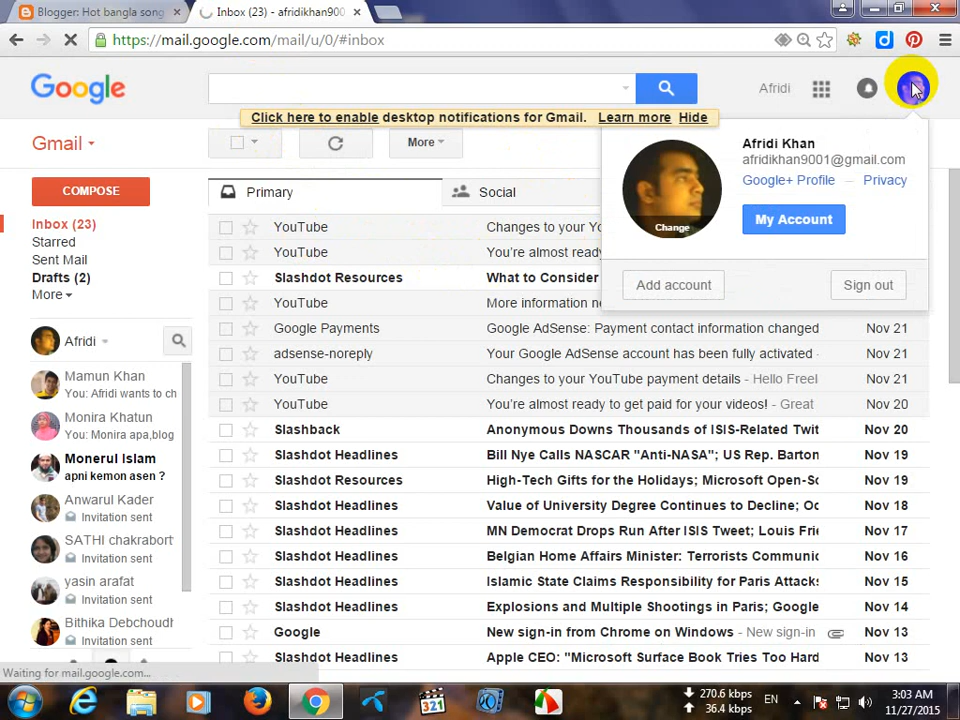 Blogger: Hot bangla song
Inbox (23) - afridikhan900
https://mail.google.com/mail/u/0/#inbox
Google
Afridi
Click here to enable desktop notifications for Gmail. Learn more Hide
Gmail
More
Afridi Khan
afridikhan9001@gmail.com
Google+ Profile – Privacy
My Account
Change
Add account
Sign out
COMPOSE
Inbox (23)
Starred
Sent Mail
Drafts (2)
More
Afridi
Mamun Khan
You: Afridi wants to ch
Monira Khatun
You: Monira apa,blog
Monerul Islam
apni kemon asen ?
Anwarul Kader
Invitation sent
SATHI chakrabort
Invitation sent
yasin arafat
Invitation sent
Bithika Debchoudh
Invitation sent
Primary
Social
YouTube Changes to your Yo
YouTube You're almost ready
Slashdot Resources What to Consider
YouTube More information ne
Google Payments Google AdSense: Payment contact information changed Nov 21
adsense-noreply Your Google AdSense account has been fully activated - Nov 21
YouTube Changes to your YouTube payment details - Hello Freel Nov 21
YouTube You're almost ready to get paid for your videos! - Great Nov 20
Slashback Anonymous Downs Thousands of ISIS-Related Twit Nov 20
Slashdot Headlines Bill Nye Calls NASCAR "Anti-NASA"; US Rep. Barton Nov 19
Slashdot Resources High-Tech Gifts for the Holidays; Microsoft Open-So Nov 19
Slashdot Headlines Value of University Degree Continues to Decline; Oc Nov 18
Slashdot Headlines MN Democrat Drops Run After ISIS Tweet; Louis Frie Nov 17
Slashdot Headlines Belgian Home Affairs Minister: Terrorists Communic Nov 16
Slashdot Headlines Islamic State Claims Responsibility for Paris Attacks Nov 15
Slashdot Headlines Explosions and Multiple Shootings in Paris; Google Nov 14
Google New sign-in from Chrome on Windows - New sign-in Nov 13
Slashdot Headlines Apple CEO: "Microsoft Surface Book Tries Too Hard Nov 13
Waiting for mail.google.com...
321
270.6 kbps
36.4 kbps
EN
3:03 AM
11/27/2015